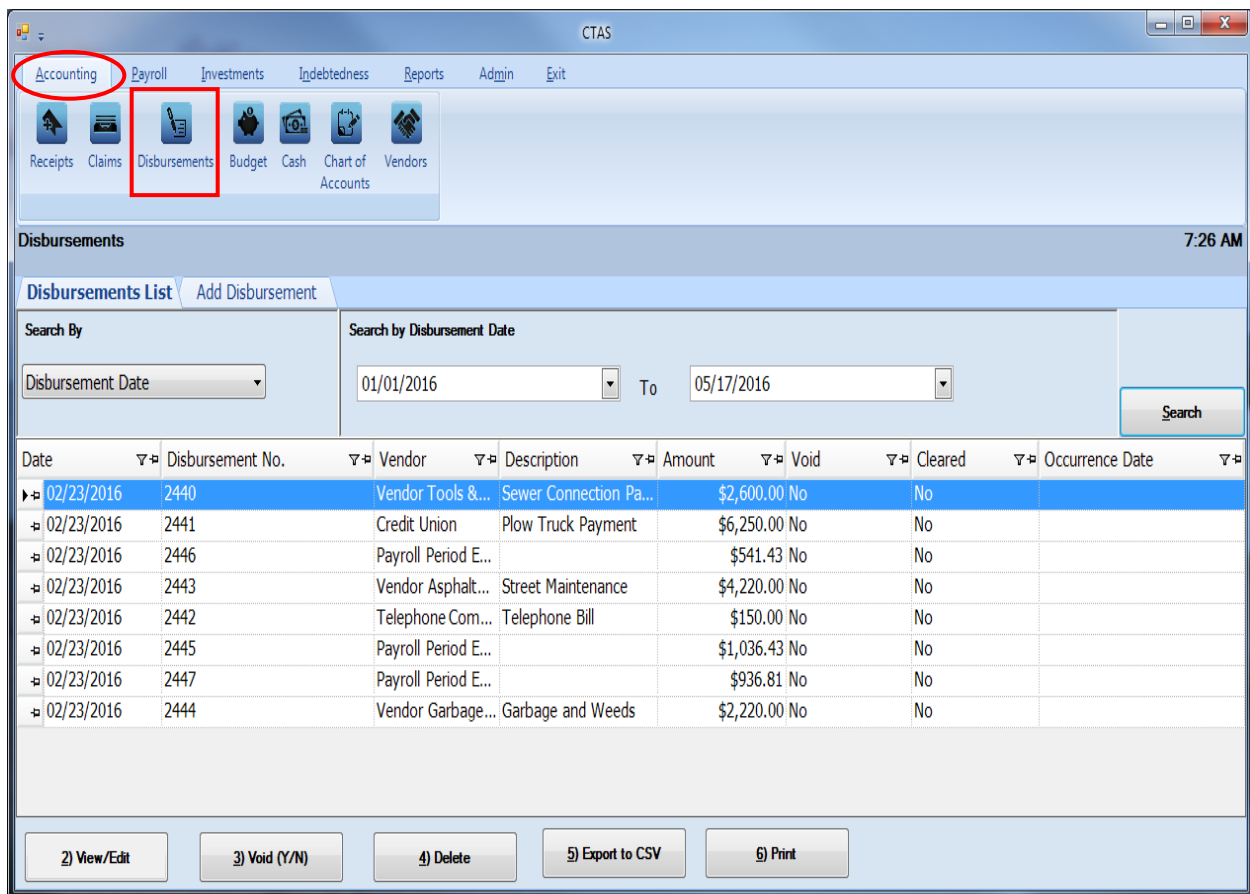 CTAS
Accounting Payroll Investments Indebtedness Reports Admin Exit
Receipts Claims Disbursements Budget Cash Chart of Accounts Vendors
Disbursements 7:26 AM
Disbursements List Add Disbursement
Search By Search by Disbursement Date
Disbursement Date 01/01/2016 To 05/17/2016
Search
Date Disbursement No. Vendor Description Amount Void Cleared Occurrence Date
02/23/2016 2440 Vendor Tools &... Sewer Connection Pa... $2,600.00 No No
02/23/2016 2441 Credit Union Plow Truck Payment $6,250.00 No No
02/23/2016 2446 Payroll Period E... $541.43 No No
02/23/2016 2443 Vendor Asphalt... Street Maintenance $4,220.00 No No
02/23/2016 2442 Telephone Com... Telephone Bill $150.00 No No
02/23/2016 2445 Payroll Period E... $1,036.43 No No
02/23/2016 2447 Payroll Period E... $936.81 No No
02/23/2016 2444 Vendor Garbage... Garbage and Weeds $2,220.00 No No
2) View/Edit 3) Void (Y/N) 4) Delete 5) Export to CSV 6) Print